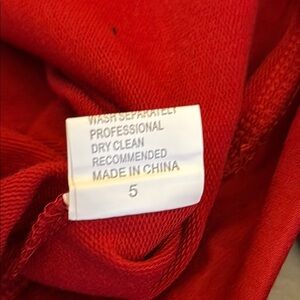 WASH SEPARATELY
PROFESSIONAL
DRY CLEAN
RECOMMENDED
MADE IN CHINA
5